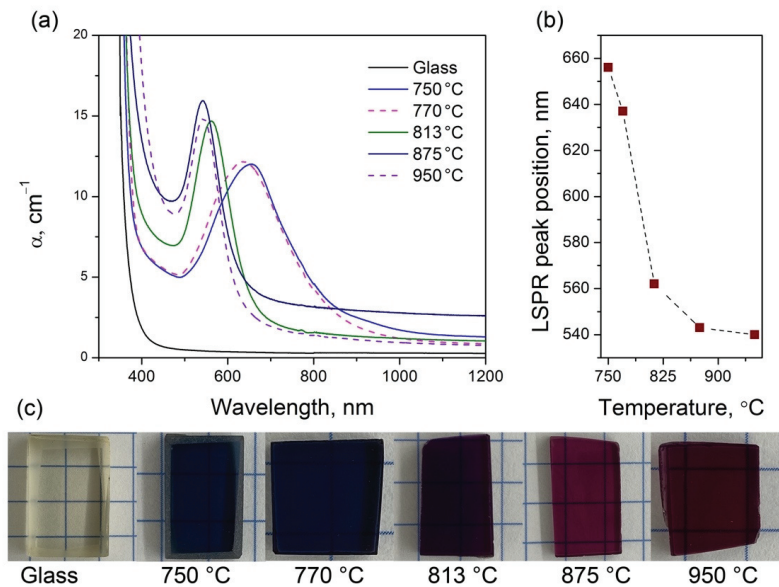 (a)
α, cm⁻¹
20
15
10
5
0
400 600 800 1000 1200
Wavelength, nm
Glass
750 °C
770 °C
813 °C
875 °C
950 °C
(b)
LSPR peak position, nm
660
640
620
600
580
560
540
750 825 900
Temperature, °C
(c)
Glass 750 °C 770 °C 813 °C 875 °C 950 °C